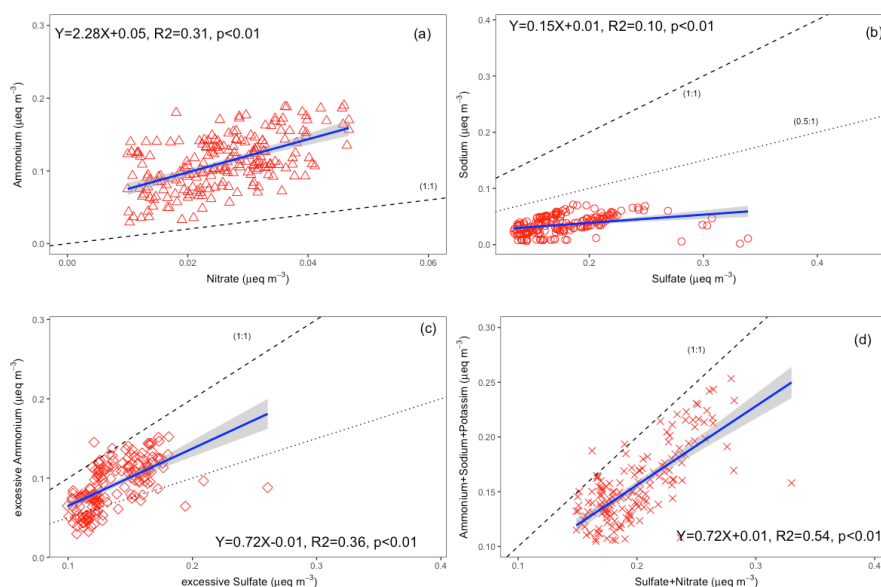 Y=2.28X+0.05, R2=0.31, p<0.01
(a)
0.3
0.2
0.1
0.0
Ammonium (µeq m⁻³)
(1:1)
0.00
0.02
0.04
0.06
Nitrate (µeq m⁻³)
Y=0.15X+0.01, R2=0.10, p<0.01
(b)
0.4
0.3
0.2
0.1
0.0
Sodium (µeq m⁻³)
(1:1)
(0.5:1)
0.2
0.3
0.4
Sulfate (µeq m⁻³)
(c)
0.3
0.2
0.1
0.0
excessive Ammonium (µeq m⁻³)
(1:1)
Y=0.72X-0.01, R2=0.36, p<0.01
0.1
0.2
0.3
0.4
excessive Sulfate (µeq m⁻³)
(d)
0.30
0.25
0.20
0.15
0.10
Ammonium+Sodium+Potassim (µeq m⁻³)
(1:1)
Y=0.72X+0.01, R2=0.54, p<0.01
0.1
0.2
0.3
0.4
Sulfate+Nitrate (µeq m⁻³)